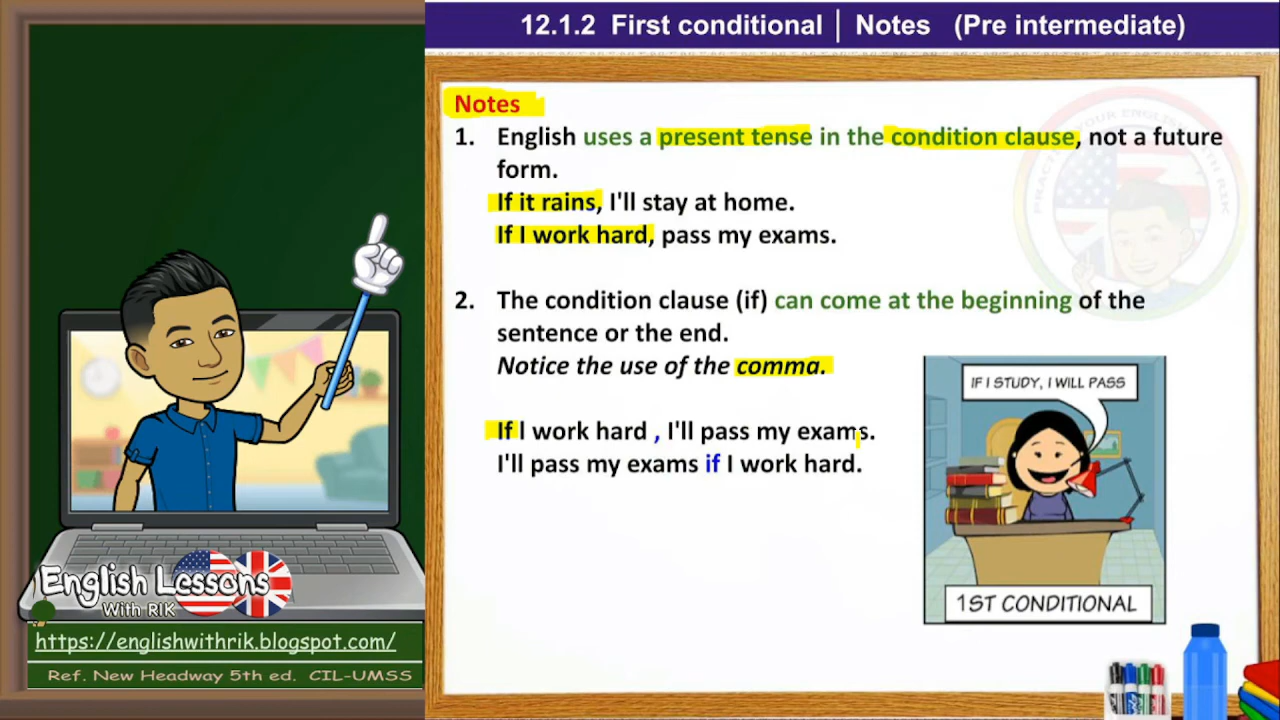 12.1.2 First conditional | Notes (Pre intermediate)
Notes
1. English uses a present tense in the condition clause, not a future
form.
If it rains, I'll stay at home.
If I work hard, pass my exams.
2. The condition clause (if) can come at the beginning of the
sentence or the end.
Notice the use of the comma.
If I work hard , I'll pass my exams.
I'll pass my exams if I work hard.
IF I STUDY, I WILL PASS
1ST CONDITIONAL
English Lessons
With RIK
https://englishwithrik.blogspot.com/
Ref. New Headway 5th ed. CIL-UMSS